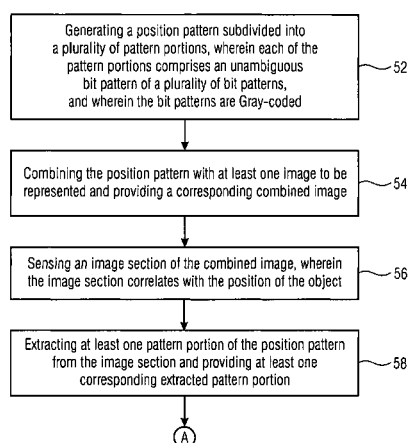 Generating a position pattern subdivided into
a plurality of pattern portions, wherein each of the
pattern portions comprises an unambiguous
bit pattern of a plurality of bit patterns,
and wherein the bit patterns are Gray-coded
52
Combining the position pattern with at least one image to be
represented and providing a corresponding combined image
54
Sensing an image section of the combined image, wherein
the image section correlates with the position of the object
56
Extracting at least one pattern portion of the position pattern
from the image section and providing at least one
corresponding extracted pattern portion
58
A